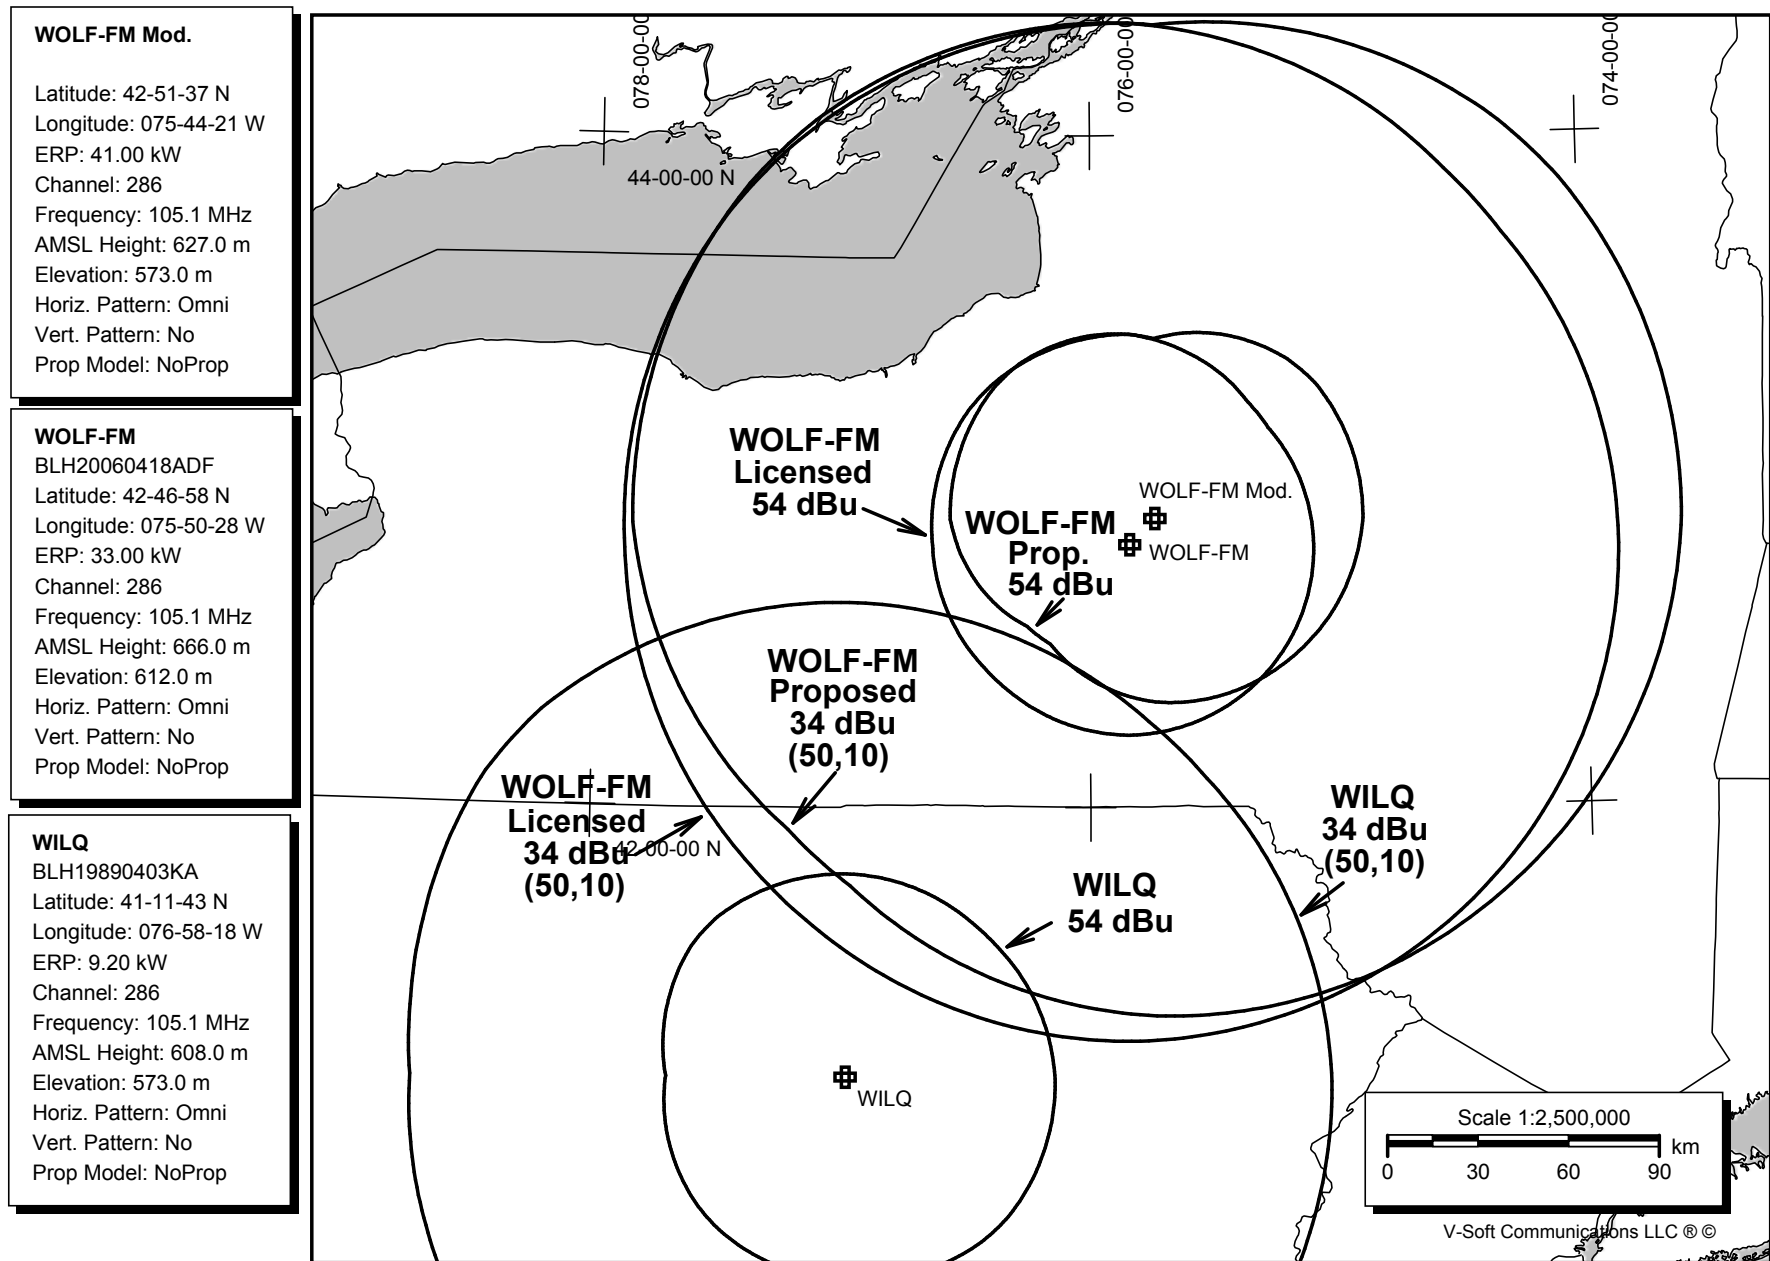 WOLF-FM Mod.
Latitude: 42-51-37 N
Longitude: 075-44-21 W
ERP: 41.00 kW
Channel: 286
Frequency: 105.1 MHz
AMSL Height: 627.0 m
Elevation: 573.0 m
Horiz. Pattern: Omni
Vert. Pattern: No
Prop Model: NoProp
WOLF-FM
BLH20060418ADF
Latitude: 42-46-58 N
Longitude: 075-50-28 W
ERP: 33.00 kW
Channel: 286
Frequency: 105.1 MHz
AMSL Height: 666.0 m
Elevation: 612.0 m
Horiz. Pattern: Omni
Vert. Pattern: No
Prop Model: NoProp
WILQ
BLH19890403KA
Latitude: 41-11-43 N
Longitude: 076-58-18 W
ERP: 9.20 kW
Channel: 286
Frequency: 105.1 MHz
AMSL Height: 608.0 m
Elevation: 573.0 m
Horiz. Pattern: Omni
Vert. Pattern: No
Prop Model: NoProp
078-00-00
076-00-00
074-00-00
44-00-00 N
WOLF-FM
Licensed
54 dBu
WOLF-FM Mod.
WOLF-FM
Prop.
54 dBu
WOLF-FM
WOLF-FM
Proposed
34 dBu
(50,10)
WOLF-FM
Licensed
34 dBu
(50,10)
42-00-00 N
WILQ
34 dBu
(50,10)
WILQ
54 dBu
WILQ
Scale 1:2,500,000
km
0 30 60 90
V-Soft Communications LLC ® ©